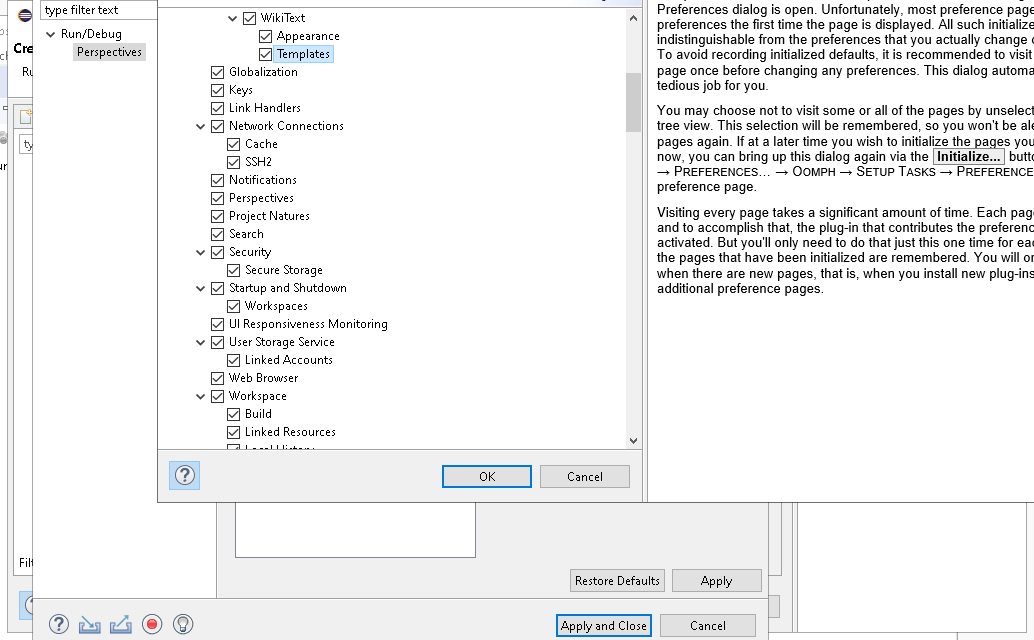 type filter text
Run/Debug
Perspectives
WikiText
Appearance
Templates
Globalization
Keys
Link Handlers
Network Connections
Cache
SSH2
Notifications
Perspectives
Project Natures
Search
Security
Secure Storage
Startup and Shutdown
Workspaces
UI Responsiveness Monitoring
User Storage Service
Linked Accounts
Web Browser
Workspace
Build
Linked Resources
Local History
OK
Cancel
Preferences dialog is open. Unfortunately, most preference page
preferences the first time the page is displayed. All such initialize
indistinguishable from the preferences that you actually change
To avoid recording initialized defaults, it is recommended to visit
page once before changing any preferences. This dialog automa
tedious job for you.
You may choose not to visit some or all of the pages by unselect
tree view. This selection will be remembered, so you won't be al
pages again. If at a later time you wish to initialize the pages you
now, you can bring up this dialog again via the Initialize... butt
→ PREFERENCES... → OOMPH → SETUP TASKS → PREFERENCE
preference page.
Visiting every page takes a significant amount of time. Each pag
and to accomplish that, the plug-in that contributes the preferenc
activated. But you'll only need to do that just this one time for ea
the pages that have been initialized are remembered. You will or
when there are new pages, that is, when you install new plug-ins
additional preference pages.
Restore Defaults
Apply
Apply and Close
Cancel
Cre
Ru
ty
Filt